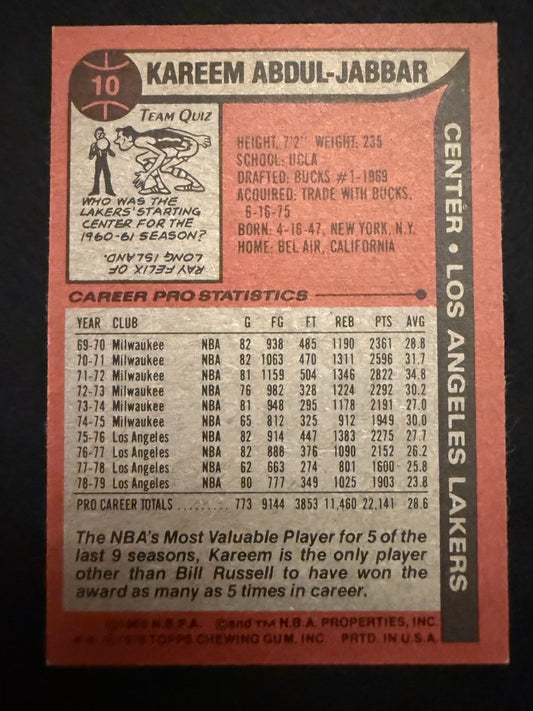 10
KAREEM ABDUL-JABBAR
TEAM QUIZ
WHO WAS THE
LAKERS' STARTING
CENTER FOR THE
1960-61 SEASON?
RAY FELIX OF
LONG ISLAND.
HEIGHT, 7'2" WEIGHT: 235
SCHOOL: UCLA
DRAFTED: BUCKS #1-1969
ACQUIRED: TRADE WITH BUCKS,
6-16-75
BORN: 4-16-47, NEW YORK, N.Y.
HOME: BEL AIR, CALIFORNIA
CENTER • LOS ANGELES LAKERS
CAREER PRO STATISTICS
YEAR CLUB G FG FT REB PTS AVG
69-70 Milwaukee NBA 82 938 485 1190 2361 28.8
70-71 Milwaukee NBA 82 1063 470 1311 2596 31.7
71-72 Milwaukee NBA 81 1159 504 1346 2822 34.8
72-73 Milwaukee NBA 76 982 328 1224 2292 30.2
73-74 Milwaukee NBA 81 948 295 1178 2191 27.0
74-75 Milwaukee NBA 65 812 325 912 1949 30.0
75-76 Los Angeles NBA 82 914 447 1383 2275 27.7
76-77 Los Angeles NBA 82 888 376 1090 2152 26.2
77-78 Los Angeles NBA 62 663 274 801 1600 25.8
78-79 Los Angeles NBA 80 777 349 1025 1903 23.8
PRO CAREER TOTALS ......... 773 9144 3853 11,460 22,141 28.6
The NBA's Most Valuable Player for 5 of the
last 9 seasons, Kareem is the only player
other than Bill Russell to have won the
award as many as 5 times in career.
N.B.P.A. ©and TM N.B.A. PROPERTIES, INC.
TOPPS CHEWING GUM, INC. PRTD. IN U.S.A.